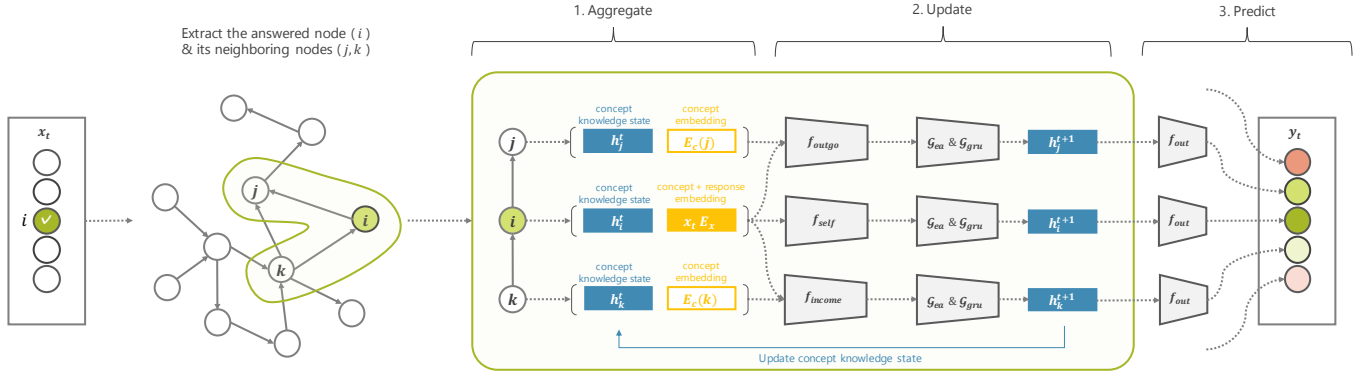 1. Aggregate
2. Update
3. Predict
Extract the answered node (i)
& its neighboring nodes (j, k)
x_t
i
j
i
k
j
i
k
concept
knowledge state
h_j^t
concept
embedding
E_c(j)
concept
knowledge state
h_i^t
concept + response
embedding
x_t E_x
concept
knowledge state
h_k^t
concept
embedding
E_c(k)
f_outgo
f_self
f_income
𝒢_ea & 𝒢_gru
𝒢_ea & 𝒢_gru
𝒢_ea & 𝒢_gru
h_j^{t+1}
h_i^{t+1}
h_k^{t+1}
Update concept knowledge state
f_out
f_out
f_out
y_t